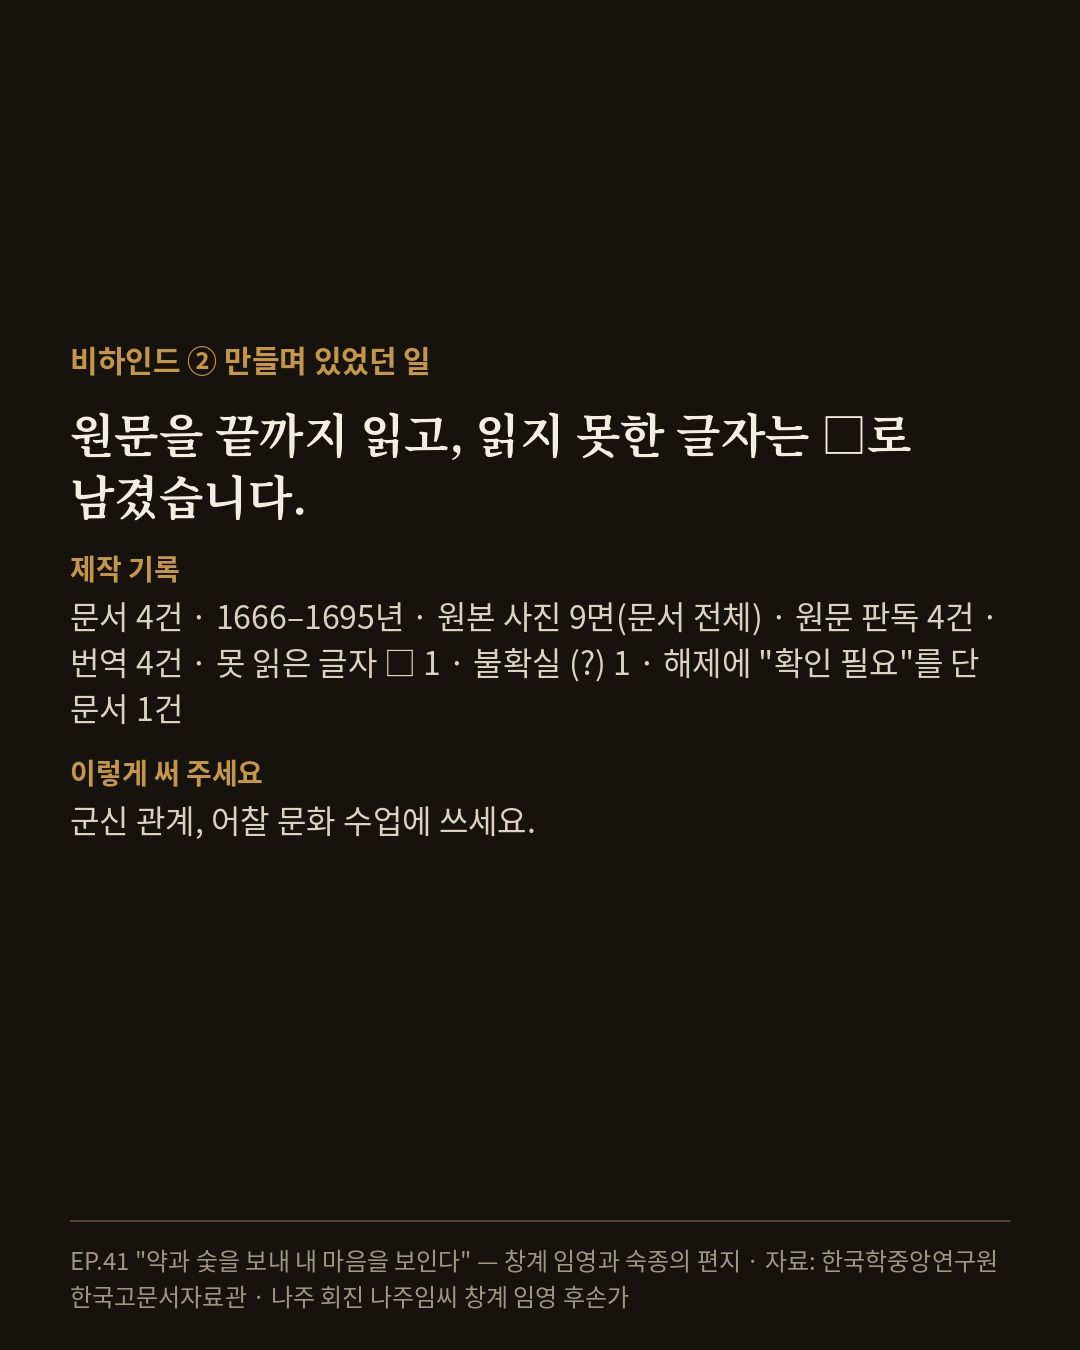 비하인드 ② 만들며 있었던 일
원문을 끝까지 읽고, 읽지 못한 글자는 □로
남겼습니다.
제작 기록
문서 4건 · 1666–1695년 · 원본 사진 9면(문서 전체) · 원문 판독 4건 ·
번역 4건 · 못 읽은 글자 □ 1 · 불확실 (?) 1 · 해제에 "확인 필요"를 단
문서 1건
이렇게 써 주세요
군신 관계, 어찰 문화 수업에 쓰세요.
EP.41 "약과 숯을 보내 내 마음을 보인다" — 창계 임영과 숙종의 편지 · 자료: 한국학중앙연구원
한국고문서자료관 · 나주 회진 나주임씨 창계 임영 후손가